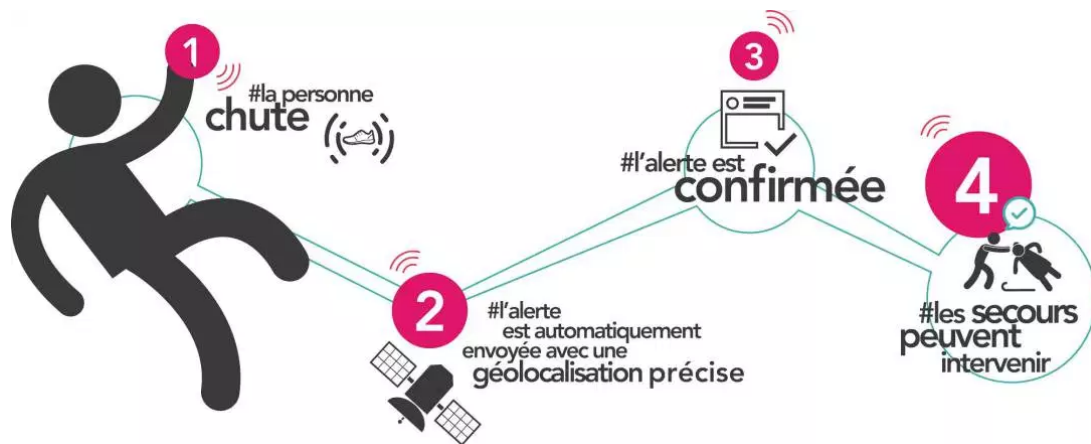 1
#la personne
chute
2
#l'alerte
est automatiquement
envoyée avec une
géolocalisation précise
3
#l'alerte est
confirmée
4
#les secours
peuvent
intervenir